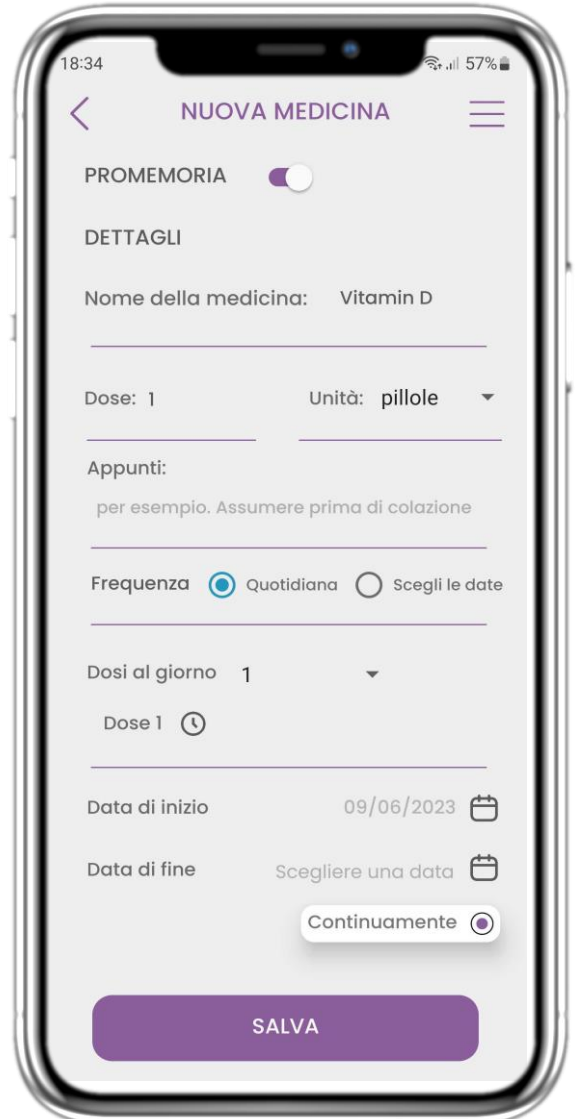 18:34 57%
NUOVA MEDICINA
PROMEMORIA
DETTAGLI
Nome della medicina: Vitamin D
Dose: 1 Unità: pillole
Appunti:
per esempio. Assumere prima di colazione
Frequenza Quotidiana Scegli le date
Dosi al giorno 1
Dose 1
Data di inizio 09/06/2023
Data di fine Scegliere una data
Continuamente
SALVA